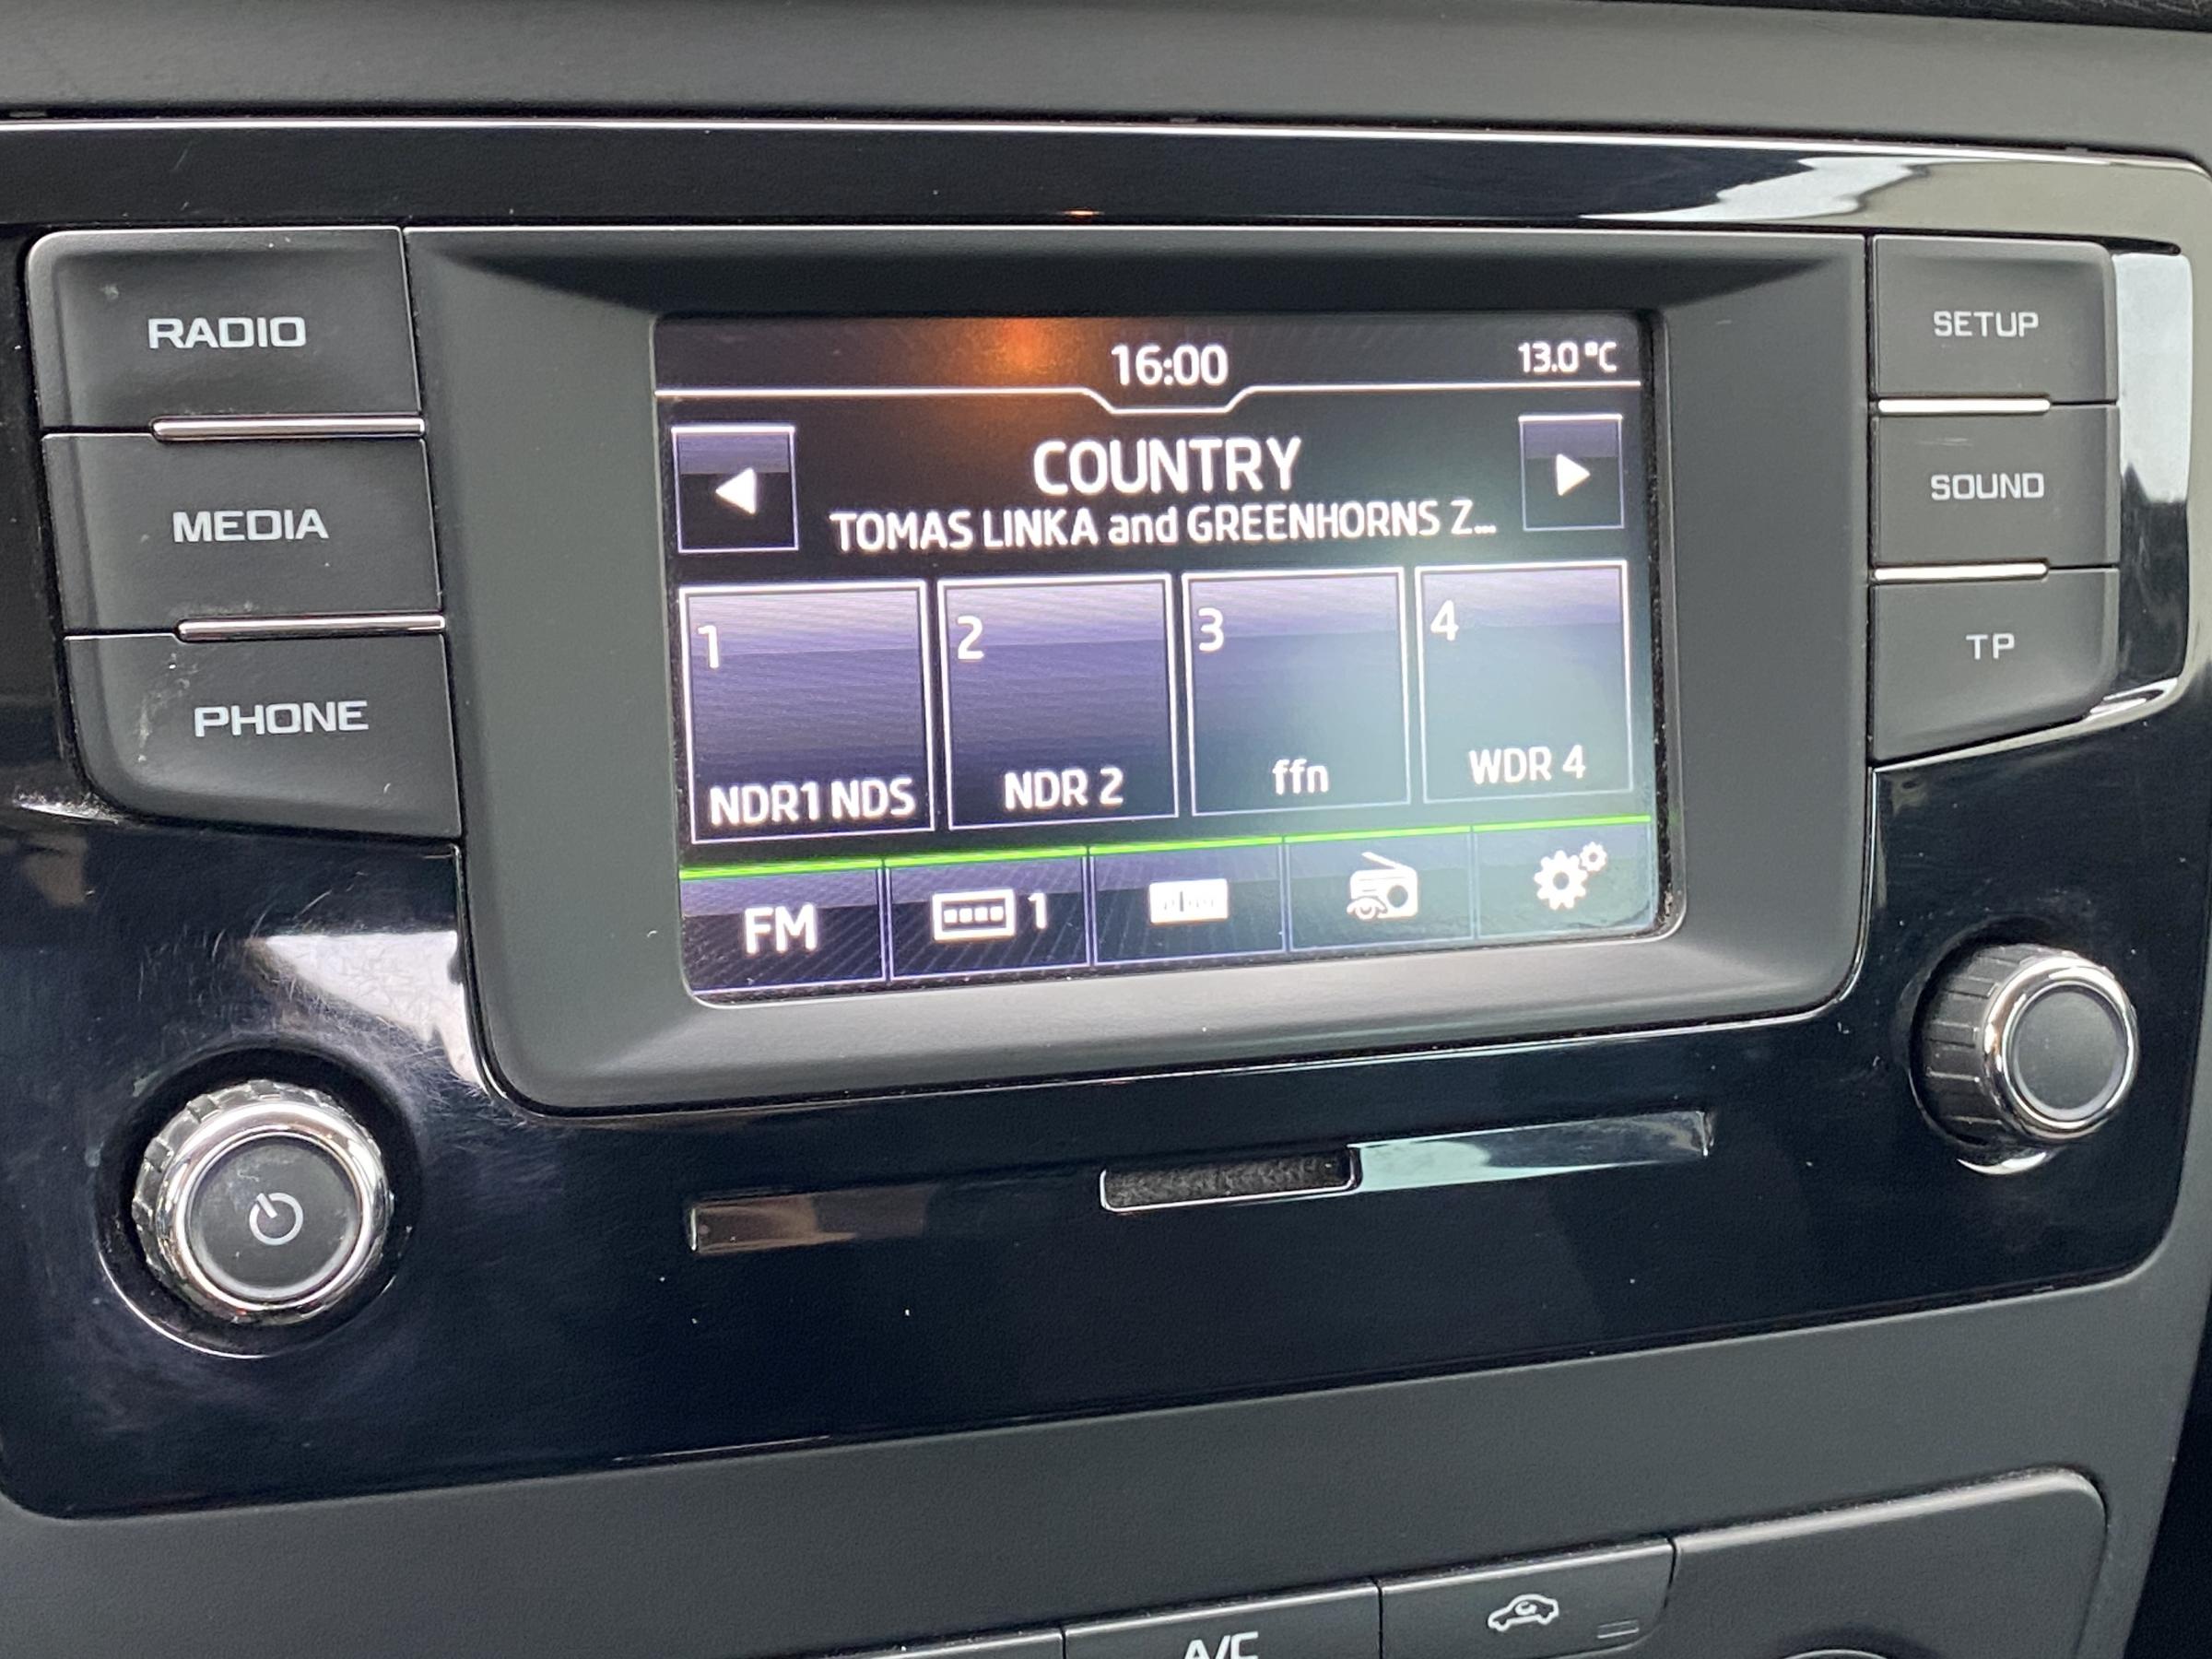 RADIO
MEDIA
PHONE
16:00
13.0°C
COUNTRY
TOMAS LINKA and GREENHORNS Z...
1
NDR1 NDS
2
NDR 2
3
ffn
4
WDR 4
FM
1
SETUP
SOUND
TP
A/C